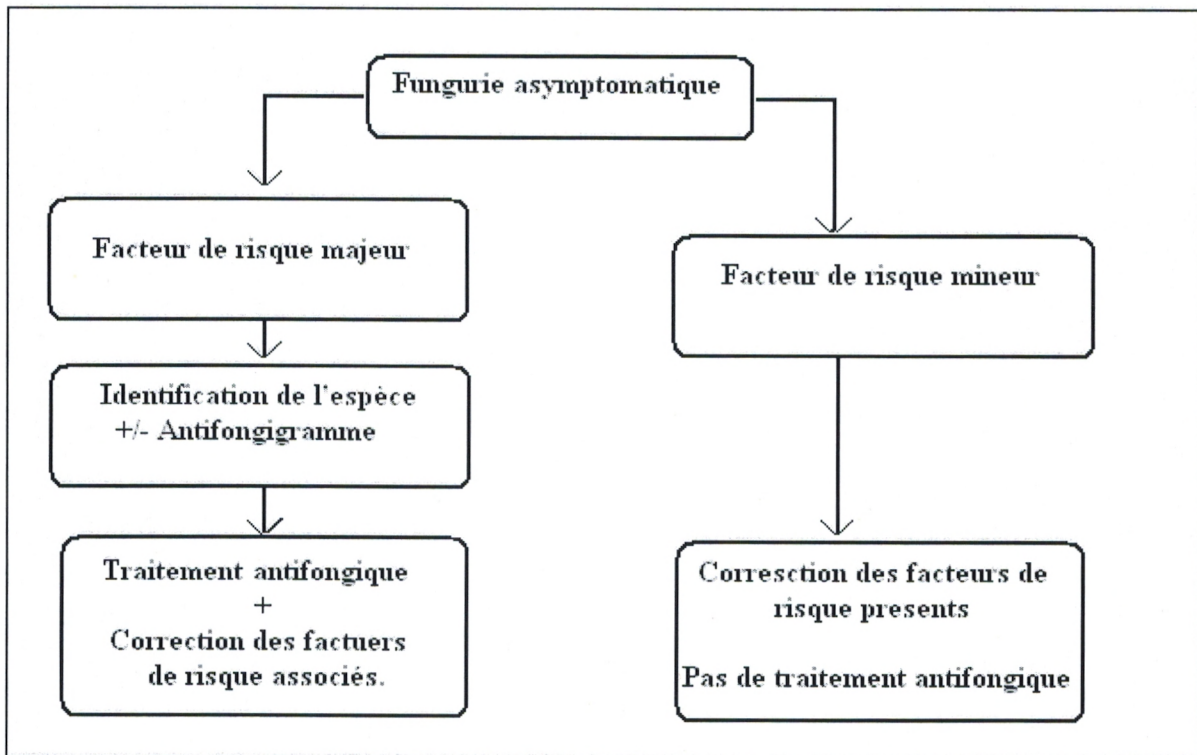 Fungurie asymptomatique
Facteur de risque majeur
Identification de l'espèce
+/- Antifongigramme
Traitement antifongique
+
Correction des factuers
de risque associés.
Facteur de risque mineur
Corresction des facteurs de
risque presents
Pas de traitement antifongique